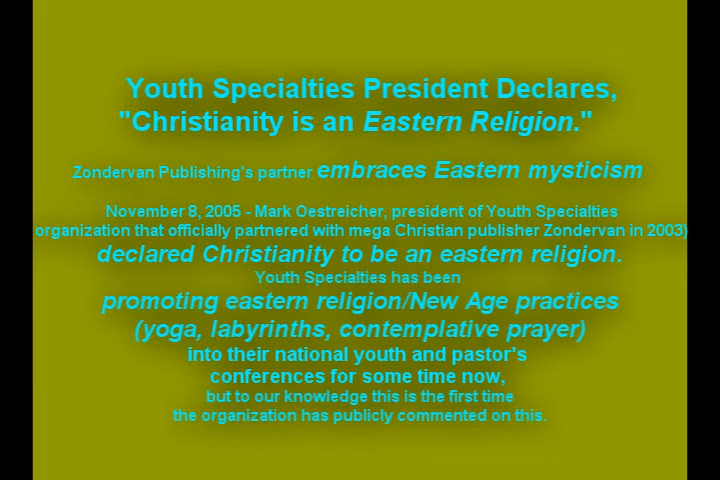 Youth Specialties President Declares,
"Christianity is an Eastern Religion."
Zondervan Publishing's partner embraces Eastern mysticism
November 8, 2005 - Mark Oestreicher, president of Youth Specialties
organization that officially partnered with mega Christian publisher Zondervan in 2003)
declared Christianity to be an eastern religion.
Youth Specialties has been
promoting eastern religion/New Age practices
(yoga, labyrinths, contemplative prayer)
into their national youth and pastor's
conferences for some time now,
but to our knowledge this is the first time
the organization has publicly commented on this.